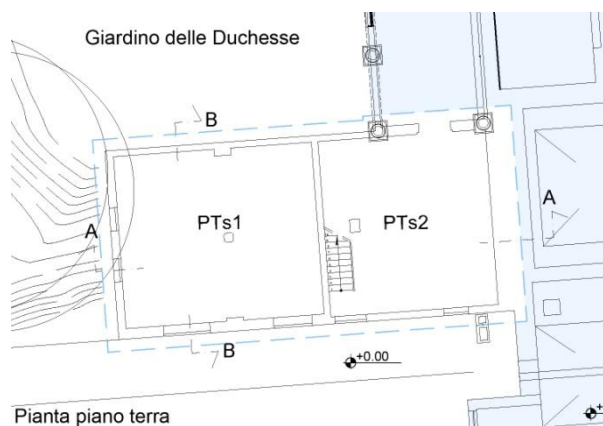 Giardino delle Duchesse
B
PTs1
PTs2
A
A
B
+0.00
Pianta piano terra